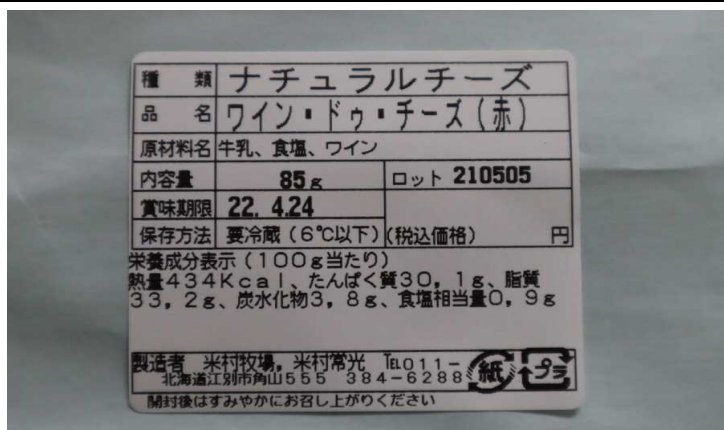 種類 ナチュラルチーズ
品名 ワイン・ドゥ・チーズ(赤)
原材料名 牛乳、食塩、ワイン
内容量 85g ロット 210505
賞味期限 22. 4.24
保存方法 要冷蔵(6℃以下) (税込価格) 円
栄養成分表示(100g当たり)
熱量434Kcal、たんぱく質30,1g、脂質
33,2g、炭水化物3,8g、食塩相当量0,9g
製造者 米村牧場,米村常光 TEL011-
北海道江別市角山555 384-6288 紙 プラ
開封後はすみやかにお召し上がりください